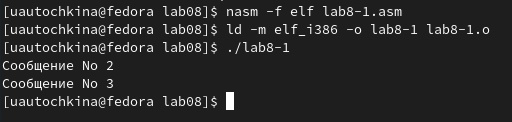 [uautochkina@fedora lab08]$ nasm -f elf lab8-1.asm
[uautochkina@fedora lab08]$ ld -m elf_i386 -o lab8-1 lab8-1.o
[uautochkina@fedora lab08]$ ./lab8-1
Сообщение No 2
Сообщение No 3
[uautochkina@fedora lab08]$